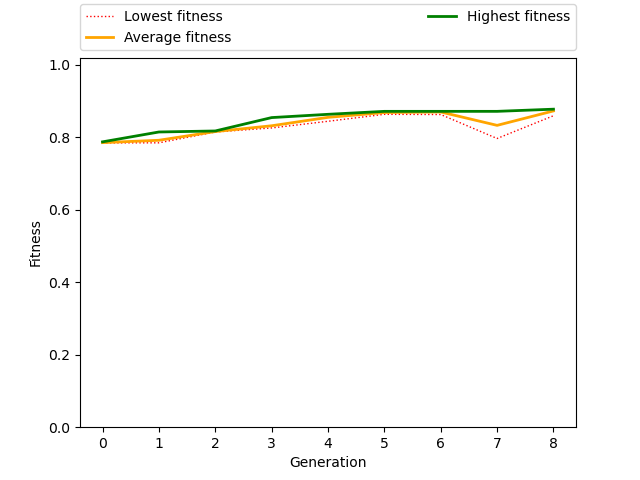 Lowest fitness
Average fitness
Highest fitness
1.0
0.8
0.6
0.4
0.2
0.0
Fitness
0 1 2 3 4 5 6 7 8
Generation